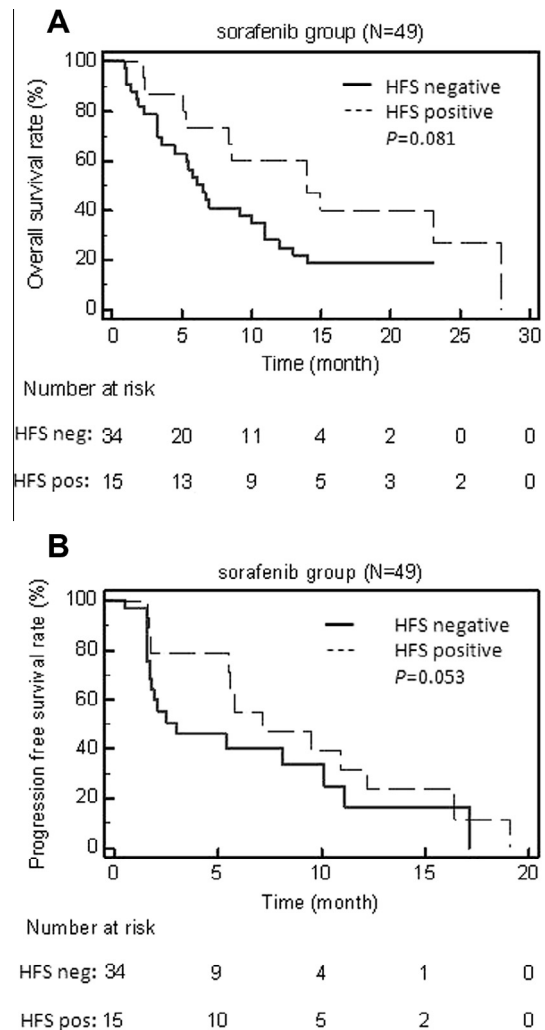 A
sorafenib group (N=49)
Overall survival rate (%)
100
80
60
40
20
0
HFS negative
HFS positive
P=0.081
0 5 10 15 20 25 30
Time (month)
Number at risk
HFS neg: 34 20 11 4 2 0 0
HFS pos: 15 13 9 5 3 2 0
B
sorafenib group (N=49)
Progression free survival rate (%)
100
80
60
40
20
0
HFS negative
HFS positive
P=0.053
0 5 10 15 20
Time (month)
Number at risk
HFS neg: 34 9 4 1 0
HFS pos: 15 10 5 2 0